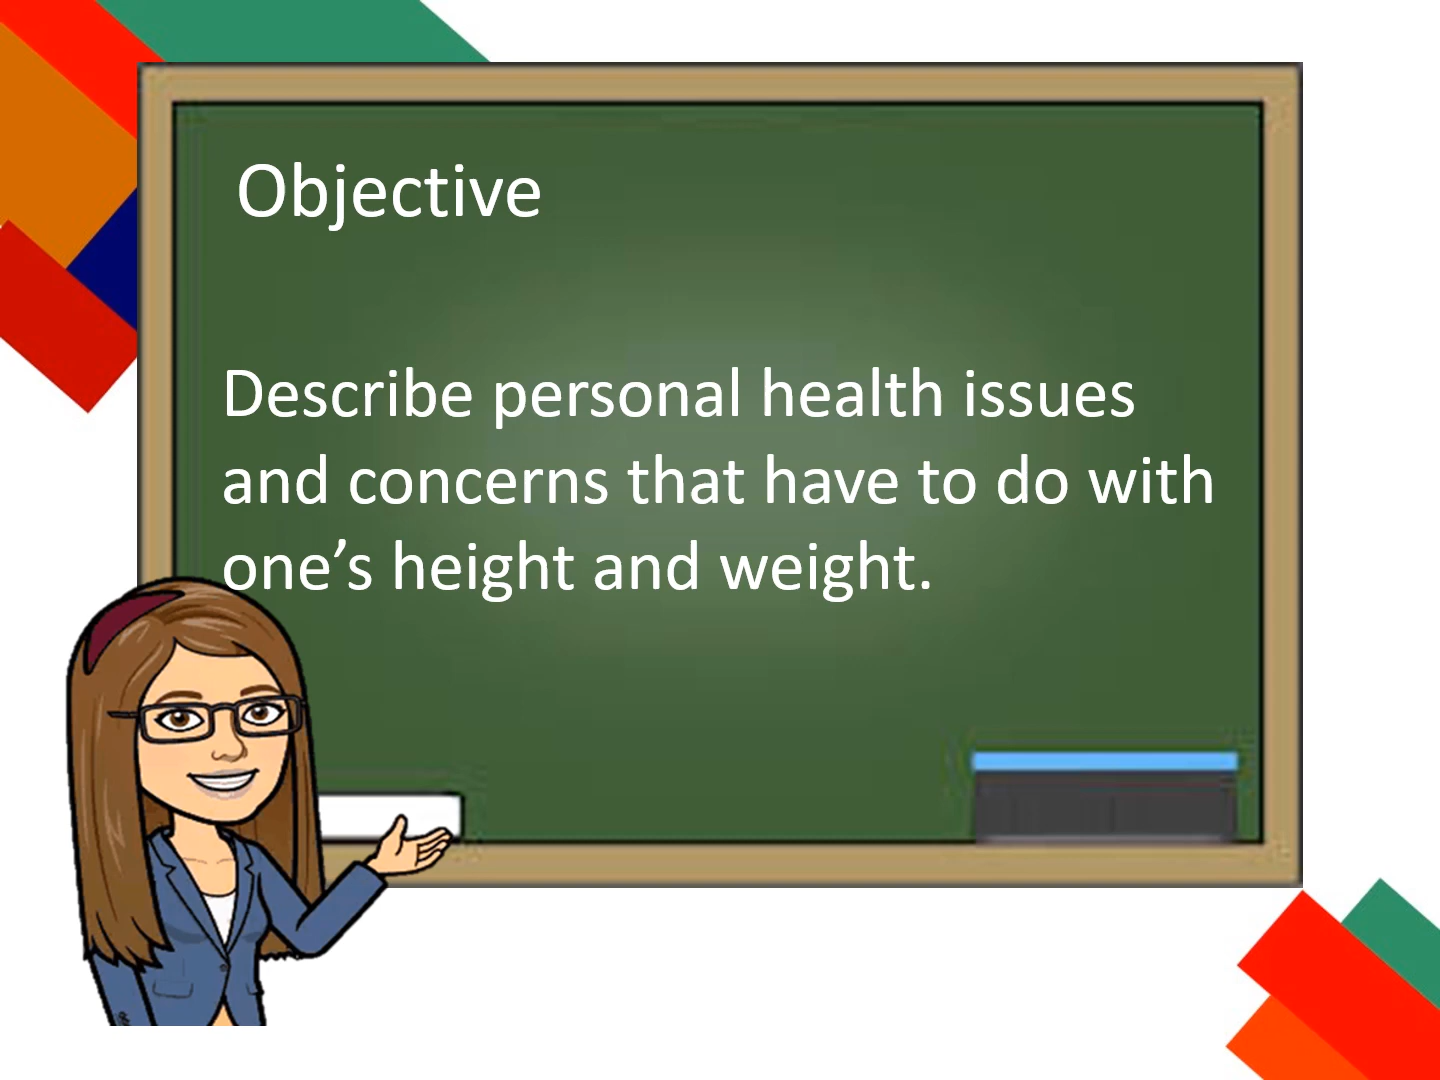 Objective
Describe personal health issues
and concerns that have to do with
one’s height and weight.